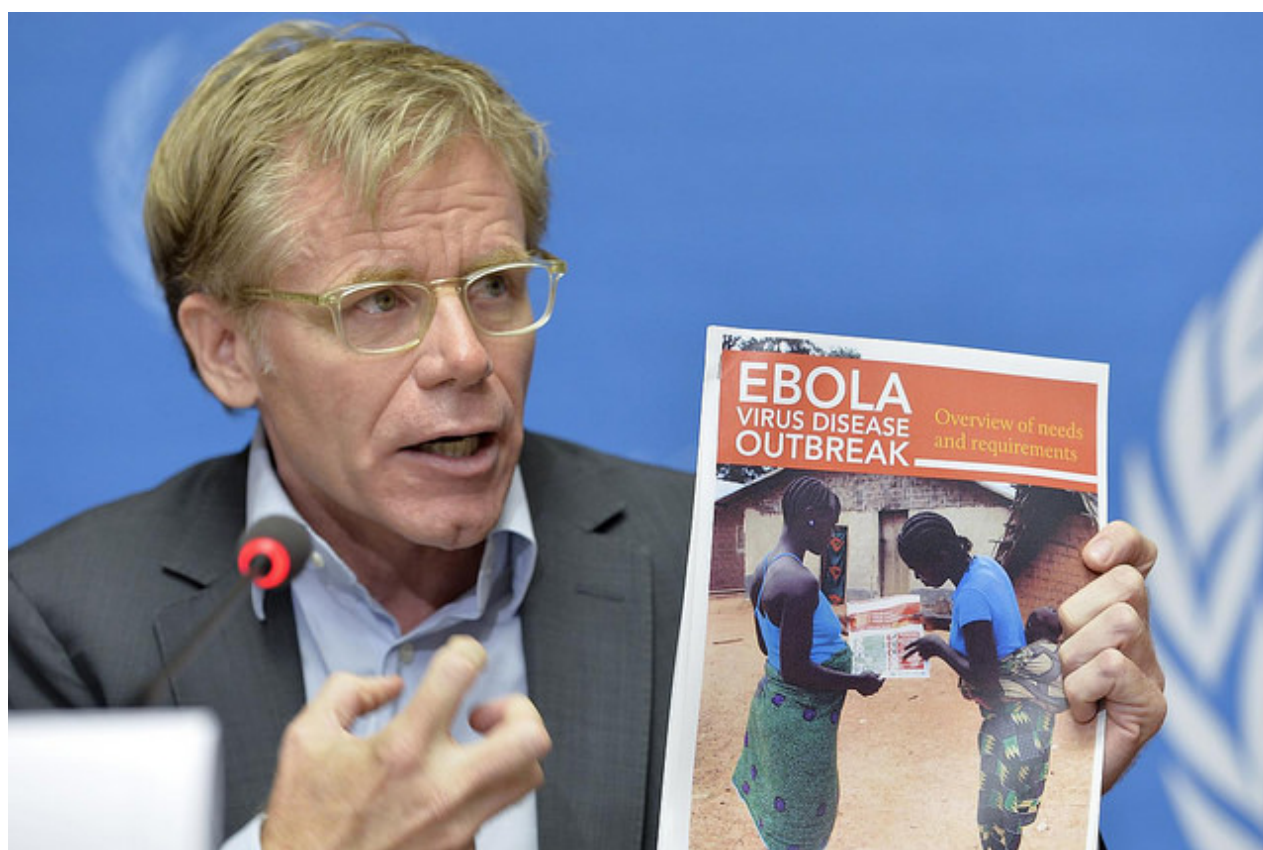 EBOLA
VIRUS DISEASE
OUTBREAK
Overview of needs
and requirements